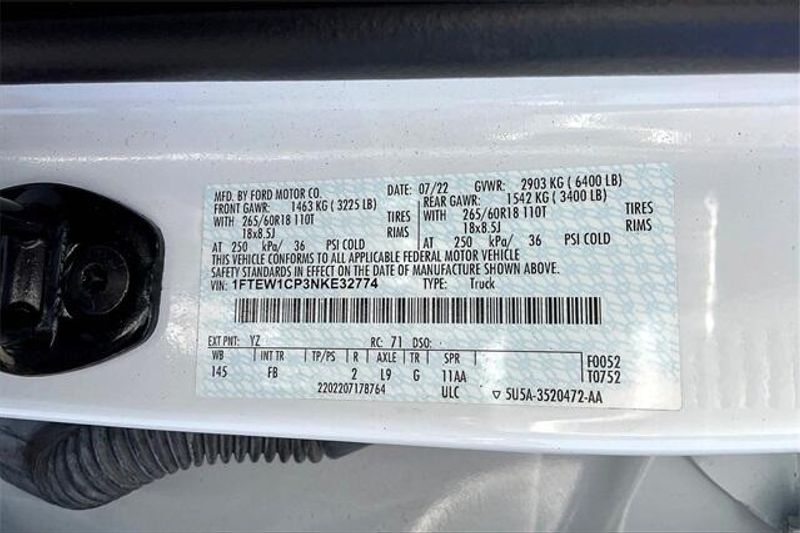 MFD. BY FORD MOTOR CO. DATE: 07/22 GVWR: 2903 KG ( 6400 LB)
FRONT GAWR: 1463 KG ( 3225 LB) REAR GAWR: 1542 KG ( 3400 LB)
WITH 265/60R18 110T TIRES WITH 265/60R18 110T TIRES
18x8.5J RIMS 18x8.5J RIMS
AT 250 kPa/ 36 PSI COLD AT 250 kPa/ 36 PSI COLD
THIS VEHICLE CONFORMS TO ALL APPLICABLE FEDERAL MOTOR VEHICLE
SAFETY STANDARDS IN EFFECT ON THE DATE OF MANUFACTURE SHOWN ABOVE.
VIN: 1FTEW1CP3NKE32774 TYPE: Truck
EXT PNT: YZ RC: 71 DSO:
WB INT TR TP/PS R AXLE TR SPR F0052
145 FB 2 L9 G 11AA T0752
2202207178764 ULC ▽ 5U5A-3520472-AA